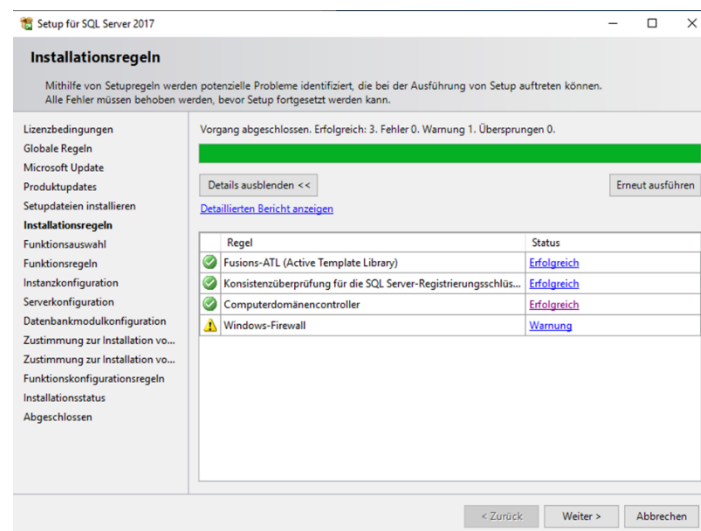 Setup für SQL Server 2017
Installationsregeln
Mithilfe von Setupregeln werden potenzielle Probleme identifiziert, die bei der Ausführung von Setup auftreten können.
Alle Fehler müssen behoben werden, bevor Setup fortgesetzt werden kann.
Lizenzbedingungen
Globale Regeln
Microsoft Update
Produktupdates
Setupdateien installieren
Installationsregeln
Funktionsauswahl
Funktionsregeln
Instanzkonfiguration
Serverkonfiguration
Datenbankmodulkonfiguration
Zustimmung zur Installation vo...
Zustimmung zur Installation vo...
Funktionskonfigurationsregeln
Installationsstatus
Abgeschlossen
Vorgang abgeschlossen. Erfolgreich: 3. Fehler 0. Warnung 1. Übersprungen 0.
Details ausblenden <<
Erneut ausführen
Detaillierten Bericht anzeigen
Regel Status
Fusions-ATL (Active Template Library) Erfolgreich
Konsistenzüberprüfung für die SQL Server-Registrierungsschlüs... Erfolgreich
Computerdomänencontroller Erfolgreich
Windows-Firewall Warnung
< Zurück Weiter > Abbrechen